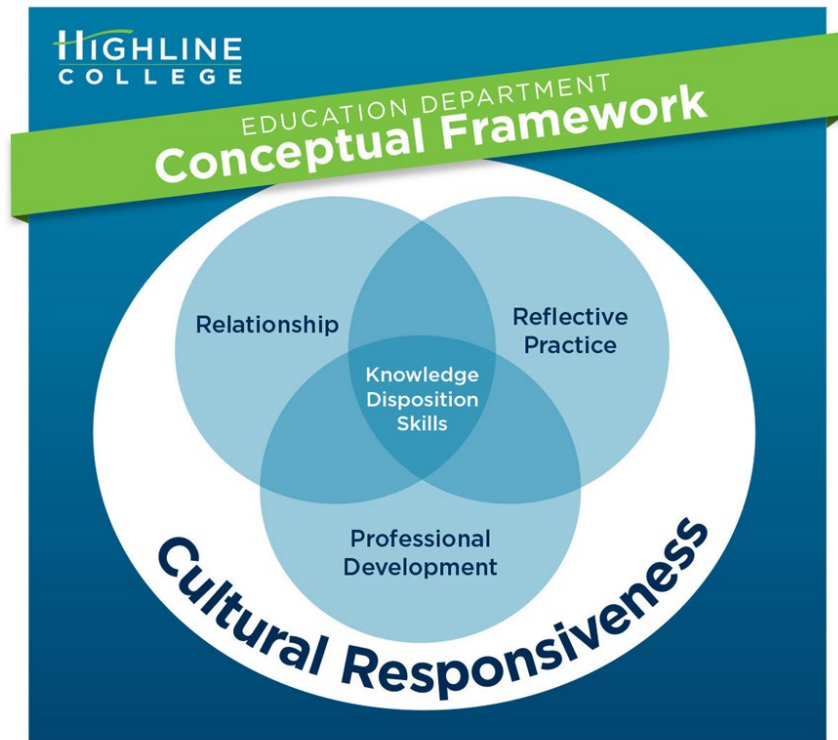 HIGHLINE
COLLEGE
EDUCATION DEPARTMENT
Conceptual Framework
Relationship
Reflective
Practice
Knowledge
Disposition
Skills
Professional
Development
Cultural Responsiveness